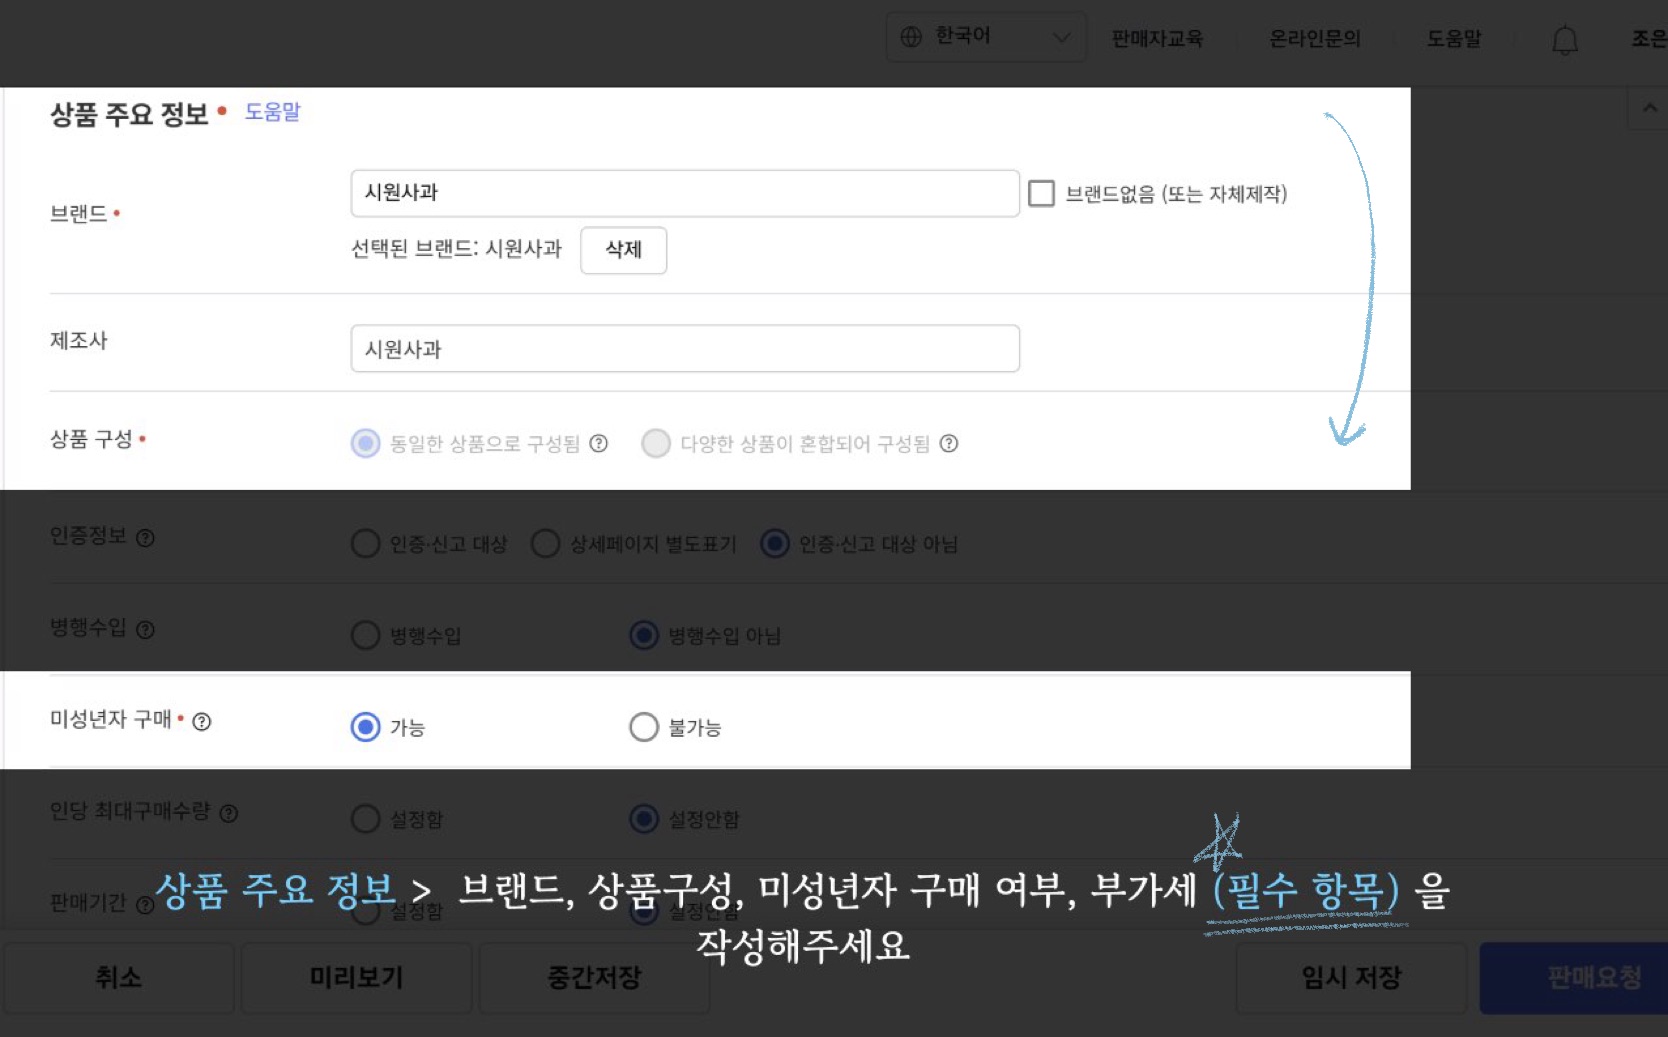 한국어 판매자교육 온라인문의 도움말 조은
상품 주요 정보 • 도움말
브랜드 • 시원사과 브랜드없음 (또는 자체제작)
선택된 브랜드: 시원사과 삭제
제조사 시원사과
상품 구성 • 동일한 상품으로 구성됨 ? 다양한 상품이 혼합되어 구성됨 ?
인증정보 ? 인증·신고 대상 상세페이지 별도표기 인증·신고 대상 아님
병행수입 ? 병행수입 병행수입 아님
미성년자 구매 • ? 가능 불가능
인당 최대구매수량 ? 설정함 설정안함
판매기간 ? 설정함 설정안함
상품 주요 정보 > 브랜드, 상품구성, 미성년자 구매 여부, 부가세 (필수 항목) 을
작성해주세요
취소 미리보기 중간저장 임시 저장 판매요청